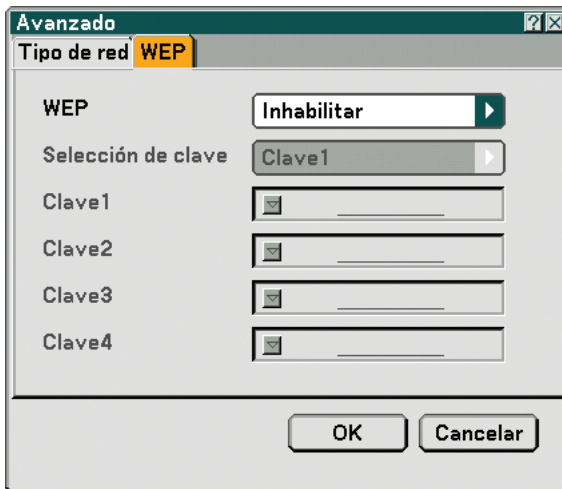 Avanzado
Tipo de red WEP
WEP Inhabilitar
Selección de clave Clave1
Clave1
Clave2
Clave3
Clave4
OK Cancelar